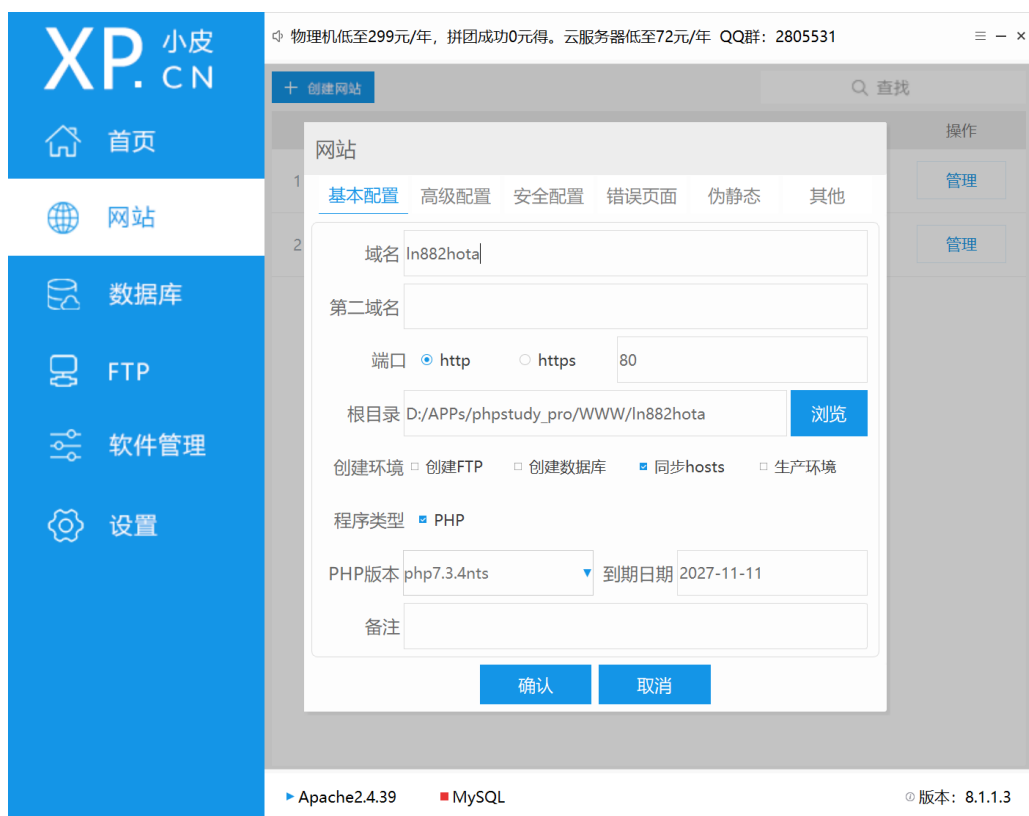 XP. 小皮 CN
物理机低至299元/年，拼团成功0元得。云服务器低至72元/年 QQ群：2805531
首页
网站
数据库
FTP
软件管理
设置
创建网站
查找
操作
1
管理
2
管理
网站
基本配置 高级配置 安全配置 错误页面 伪静态 其他
域名 ln882hota
第二域名
端口 http https 80
根目录 D:/APPs/phpstudy_pro/WWW/ln882hota 浏览
创建环境 创建FTP 创建数据库 同步hosts 生产环境
程序类型 PHP
PHP版本 php7.3.4nts 到期日期 2027-11-11
备注
确认 取消
Apache2.4.39 MySQL 版本：8.1.1.3